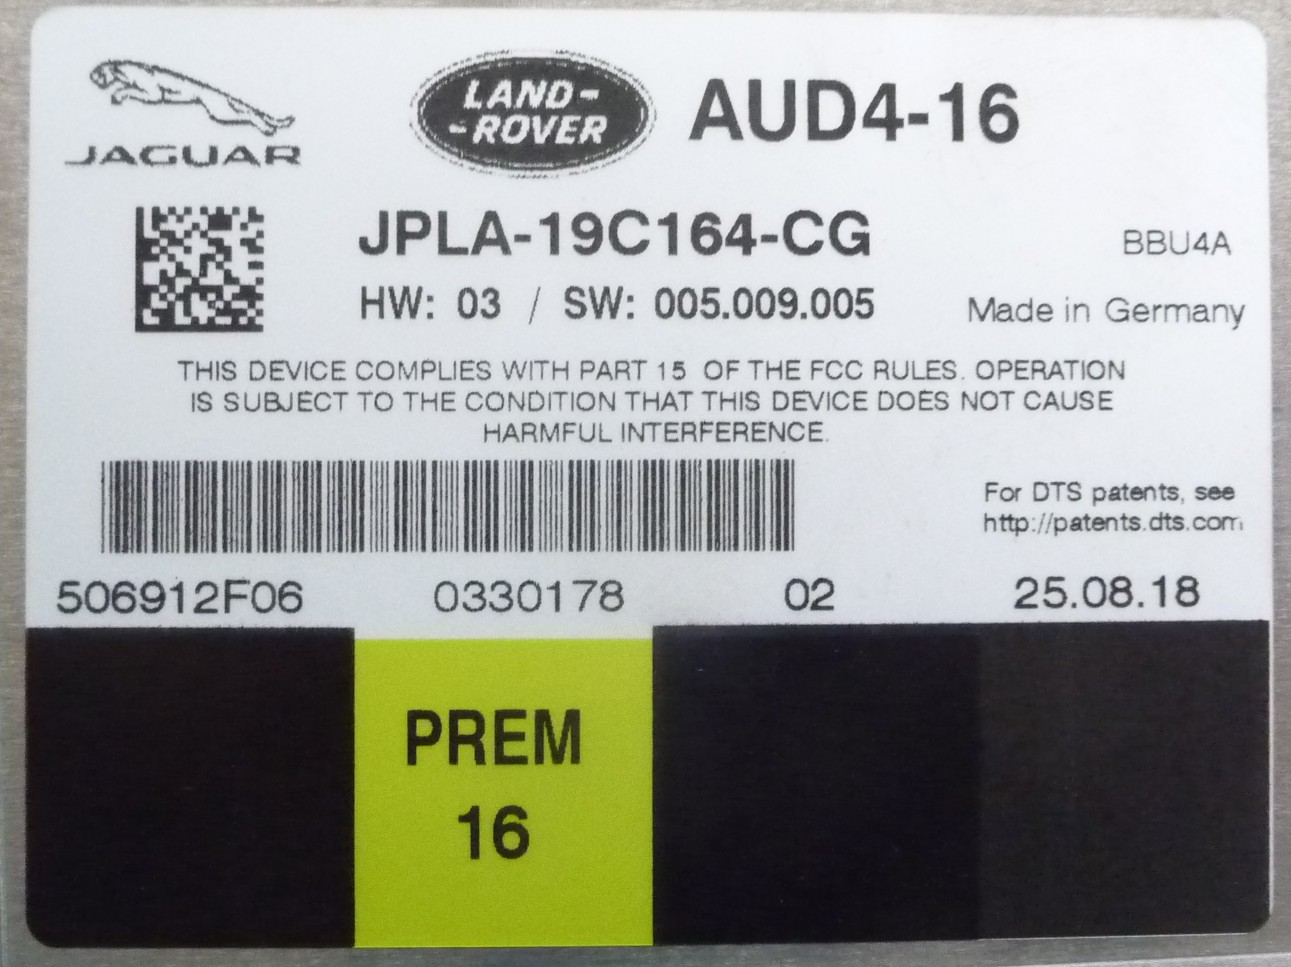 JAGUAR
LAND-
-ROVER
AUD4-16
JPLA-19C164-CG
BBU4A
HW: 03 / SW: 005.009.005
Made in Germany
THIS DEVICE COMPLIES WITH PART 15 OF THE FCC RULES. OPERATION
IS SUBJECT TO THE CONDITION THAT THIS DEVICE DOES NOT CAUSE
HARMFUL INTERFERENCE.
For DTS patents, see
http://patents.dts.com
506912F06 0330178 02 25.08.18
PREM
16